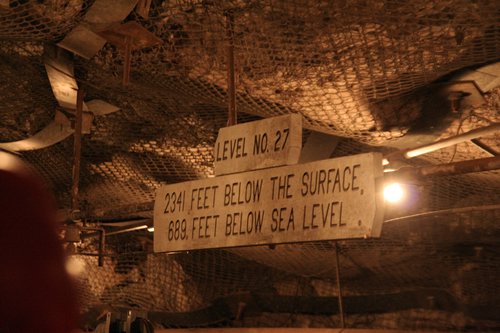 LEVEL NO. 27
2341 FEET BELOW THE SURFACE,
689 FEET BELOW SEA LEVEL.